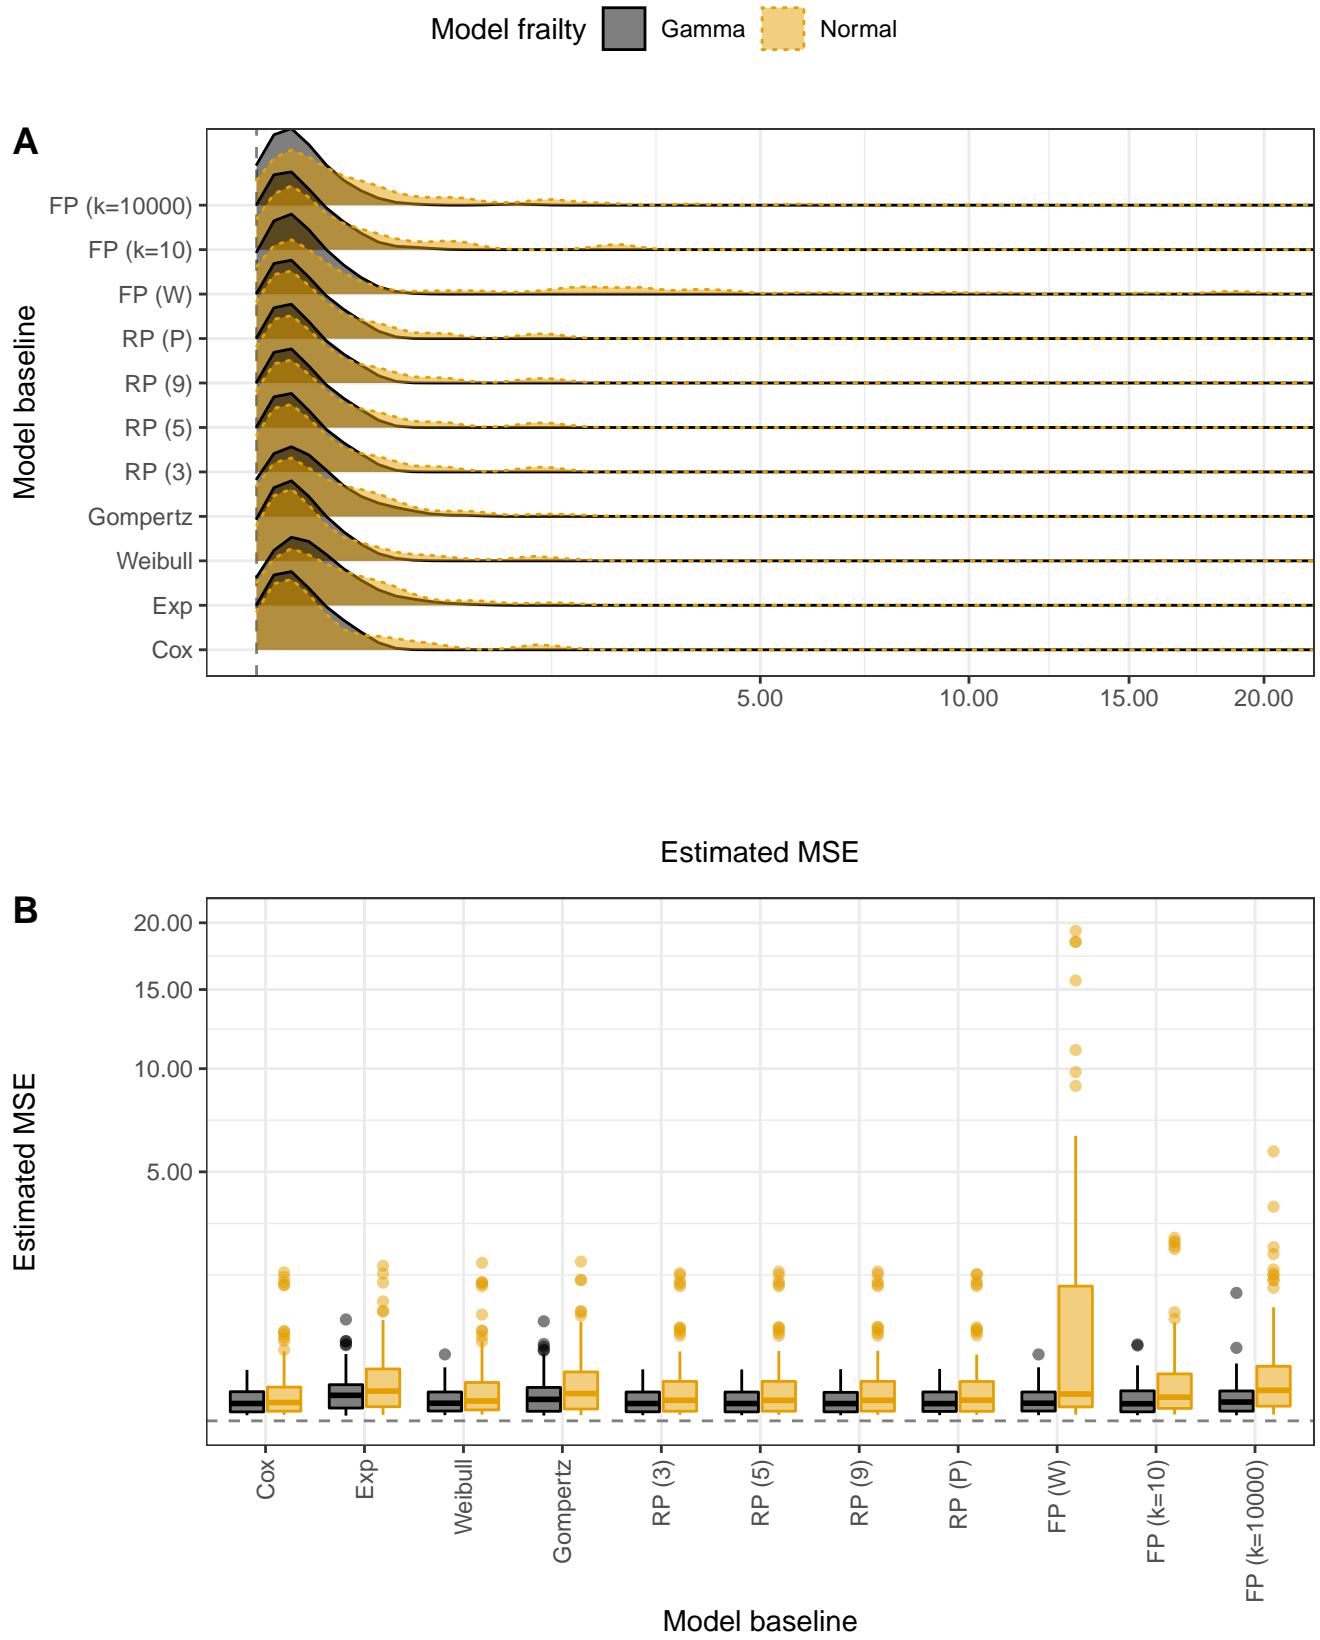 Model frailty Gamma Normal
A
Model baseline
FP (k=10000)
FP (k=10)
FP (W)
RP (P)
RP (9)
RP (5)
RP (3)
Gompertz
Weibull
Exp
Cox
5.00 10.00 15.00 20.00
Estimated MSE
B
Estimated MSE
20.00
15.00
10.00
5.00
Cox Exp Weibull Gompertz RP (3) RP (5) RP (9) RP (P) FP (W) FP (k=10) FP (k=10000)
Model baseline